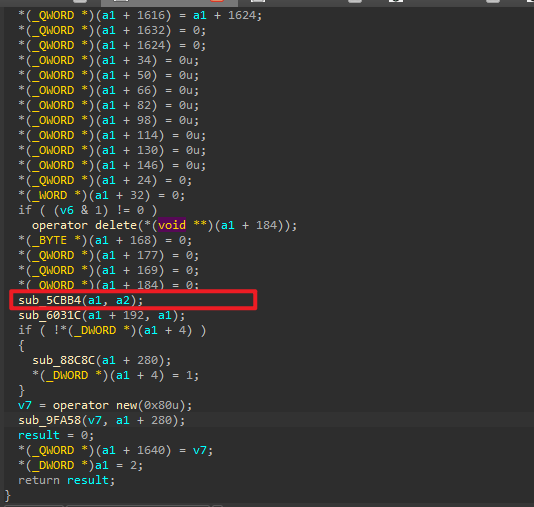 *(_QWORD *)(a1 + 1616) = a1 + 1624;
*(_QWORD *)(a1 + 1632) = 0;
*(_QWORD *)(a1 + 1624) = 0;
*(_OWORD *)(a1 + 34) = 0u;
*(_OWORD *)(a1 + 50) = 0u;
*(_OWORD *)(a1 + 66) = 0u;
*(_OWORD *)(a1 + 82) = 0u;
*(_OWORD *)(a1 + 98) = 0u;
*(_OWORD *)(a1 + 114) = 0u;
*(_OWORD *)(a1 + 130) = 0u;
*(_OWORD *)(a1 + 146) = 0u;
*(_QWORD *)(a1 + 24) = 0;
*(_WORD *)(a1 + 32) = 0;
if ( (v6 & 1) != 0 )
operator delete(*(void **)(a1 + 184));
*(_BYTE *)(a1 + 168) = 0;
*(_QWORD *)(a1 + 177) = 0;
*(_QWORD *)(a1 + 169) = 0;
*(_QWORD *)(a1 + 184) = 0;
sub_5CBB4(a1, a2);
sub_6031C(a1 + 192, a1);
if ( !*(_DWORD *)(a1 + 4) )
{
sub_88C8C(a1 + 280);
*(_DWORD *)(a1 + 4) = 1;
}
v7 = operator new(0x80u);
sub_9FA58(v7, a1 + 280);
result = 0;
*(_QWORD *)(a1 + 1640) = v7;
*(_DWORD *)a1 = 2;
return result;
}